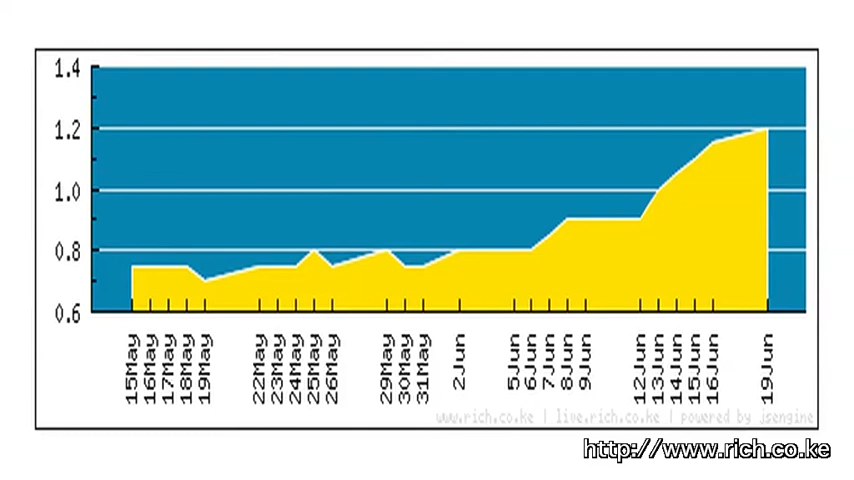 1.4
1.2
1.0
0.8
0.6
15May 16May 17May 18May 19May 22May 23May 24May 25May 26May 29May 30May 31May 2Jun 5Jun 6Jun 7Jun 8Jun 9Jun 12Jun 13Jun 14Jun 15Jun 16Jun 19Jun
www.rich.co.ke | live.rich.co.ke | powered by jsengine
http://www.rich.co.ke